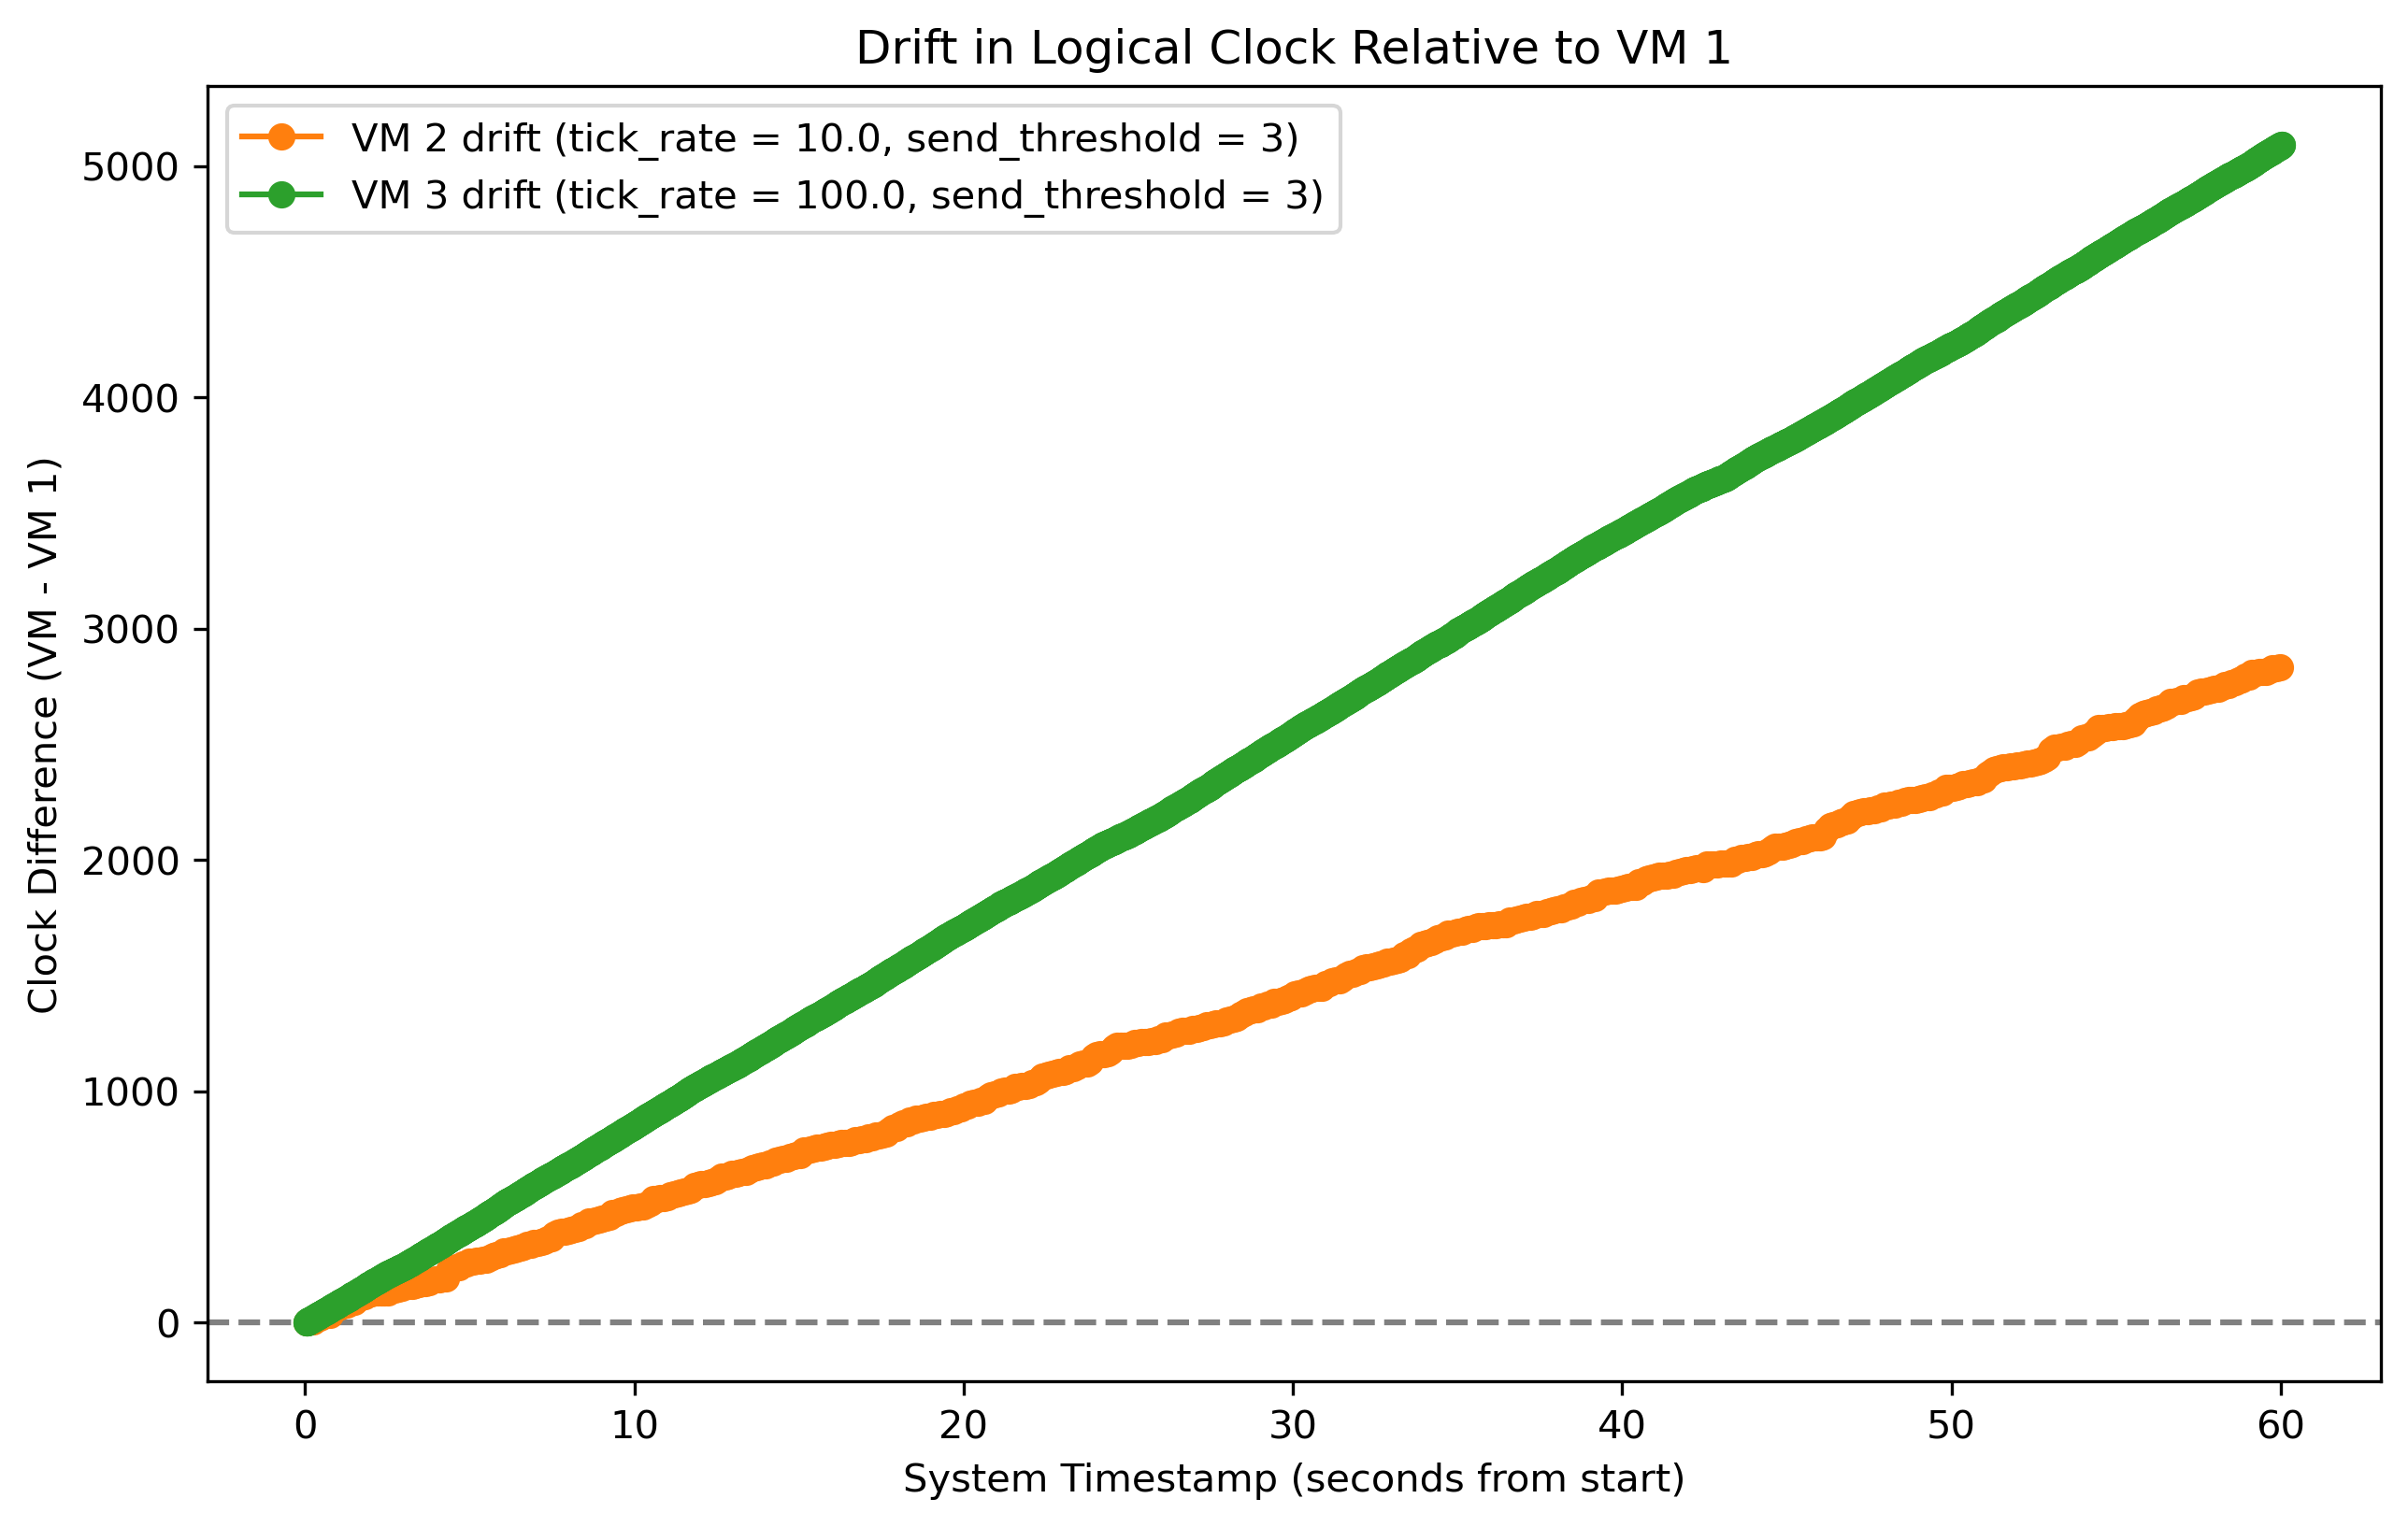 Drift in Logical Clock Relative to VM 1
VM 2 drift (tick_rate = 10.0, send_threshold = 3)
VM 3 drift (tick_rate = 100.0, send_threshold = 3)
Clock Difference (VM - VM 1)
5000
4000
3000
2000
1000
0
0 10 20 30 40 50 60
System Timestamp (seconds from start)